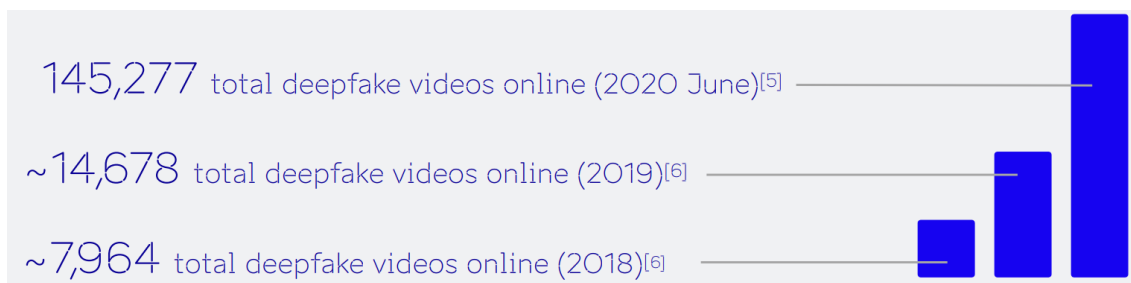 145,277 total deepfake videos online (2020 June)[5]
~14,678 total deepfake videos online (2019)[6]
~7,964 total deepfake videos online (2018)[6]